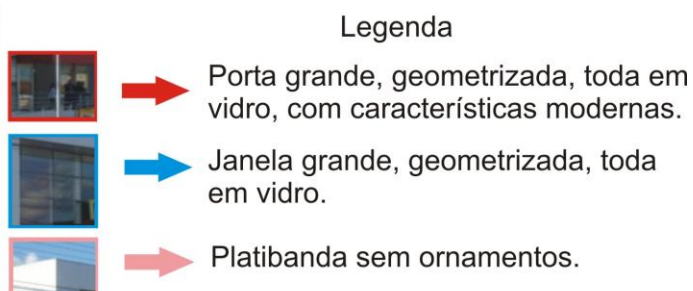 Legenda
Porta grande, geometrizada, toda em
vidro, com características modernas.
Janela grande, geometrizada, toda
em vidro.
Platibanda sem ornamentos.